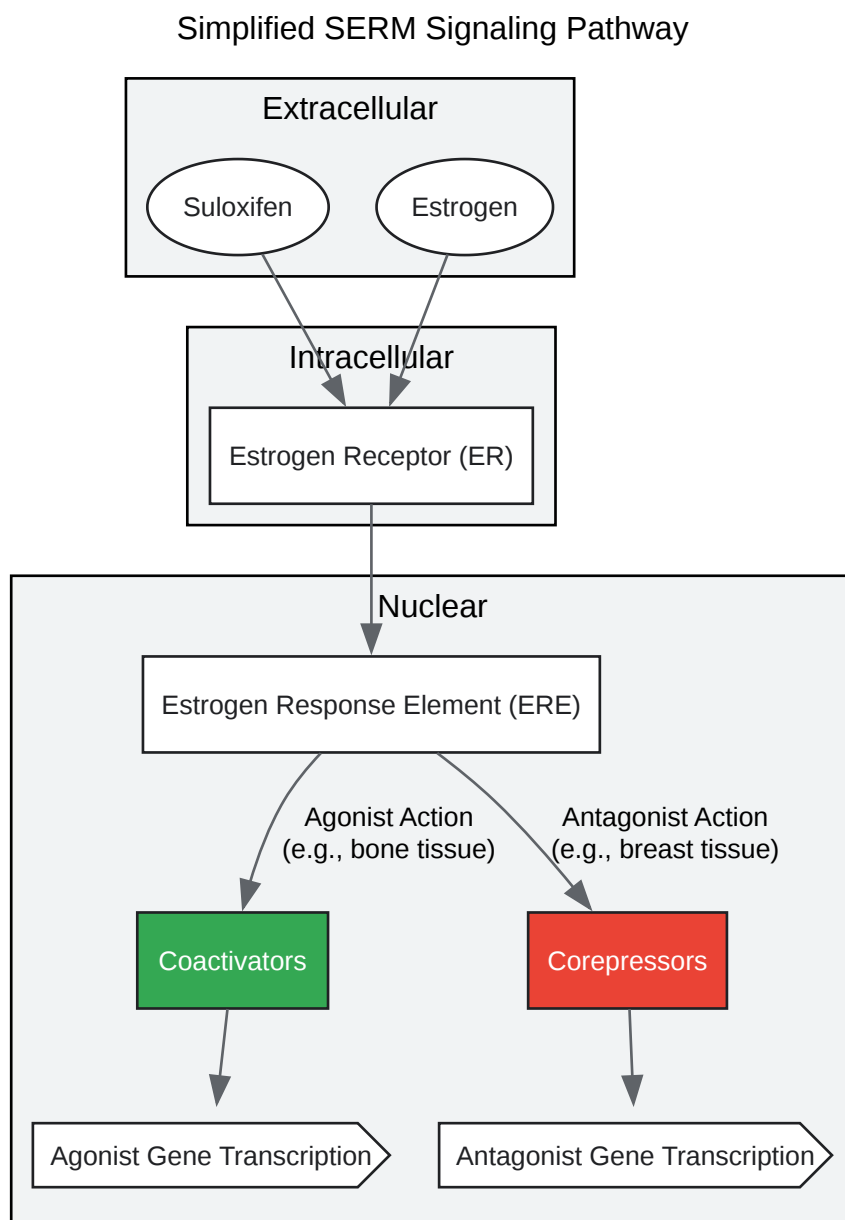 Simplified SERM Signaling Pathway
Extracellular
Suloxifen
Estrogen
Intracellular
Estrogen Receptor (ER)
Nuclear
Estrogen Response Element (ERE)
Agonist Action
(e.g., bone tissue)
Antagonist Action
(e.g., breast tissue)
Coactivators
Corepressors
Agonist Gene Transcription
Antagonist Gene Transcription